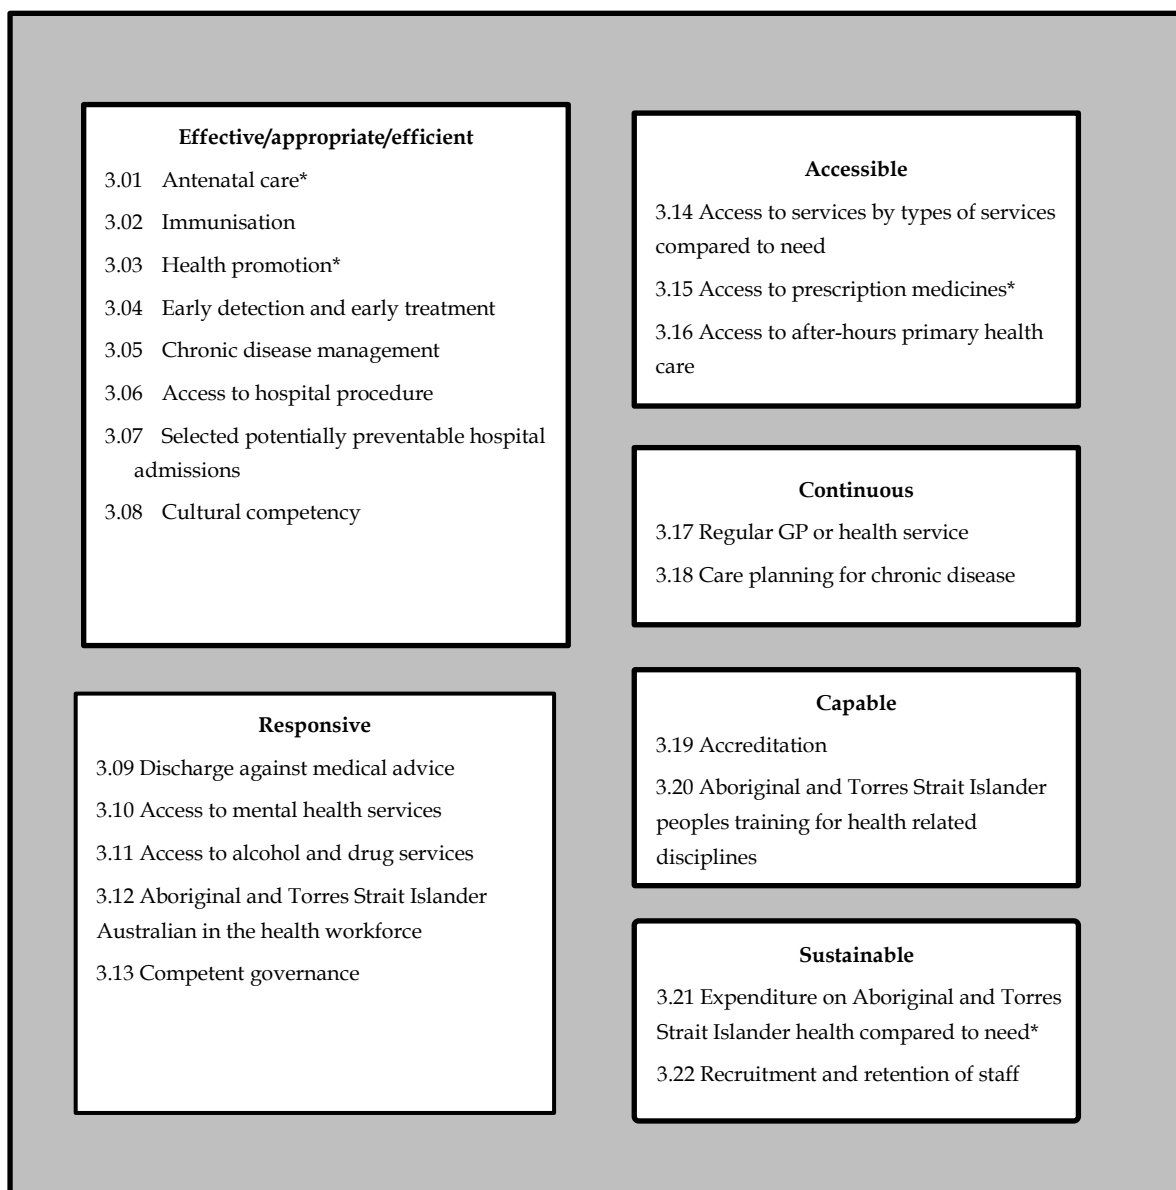 Effective/appropriate/efficient
3.01 Antenatal care*
3.02 Immunisation
3.03 Health promotion*
3.04 Early detection and early treatment
3.05 Chronic disease management
3.06 Access to hospital procedure
3.07 Selected potentially preventable hospital
admissions
3.08 Cultural competency
Responsive
3.09 Discharge against medical advice
3.10 Access to mental health services
3.11 Access to alcohol and drug services
3.12 Aboriginal and Torres Strait Islander
Australian in the health workforce
3.13 Competent governance
Accessible
3.14 Access to services by types of services
compared to need
3.15 Access to prescription medicines*
3.16 Access to after-hours primary health
care
Continuous
3.17 Regular GP or health service
3.18 Care planning for chronic disease
Capable
3.19 Accreditation
3.20 Aboriginal and Torres Strait Islander
peoples training for health related
disciplines
Sustainable
3.21 Expenditure on Aboriginal and Torres
Strait Islander health compared to need*
3.22 Recruitment and retention of staff